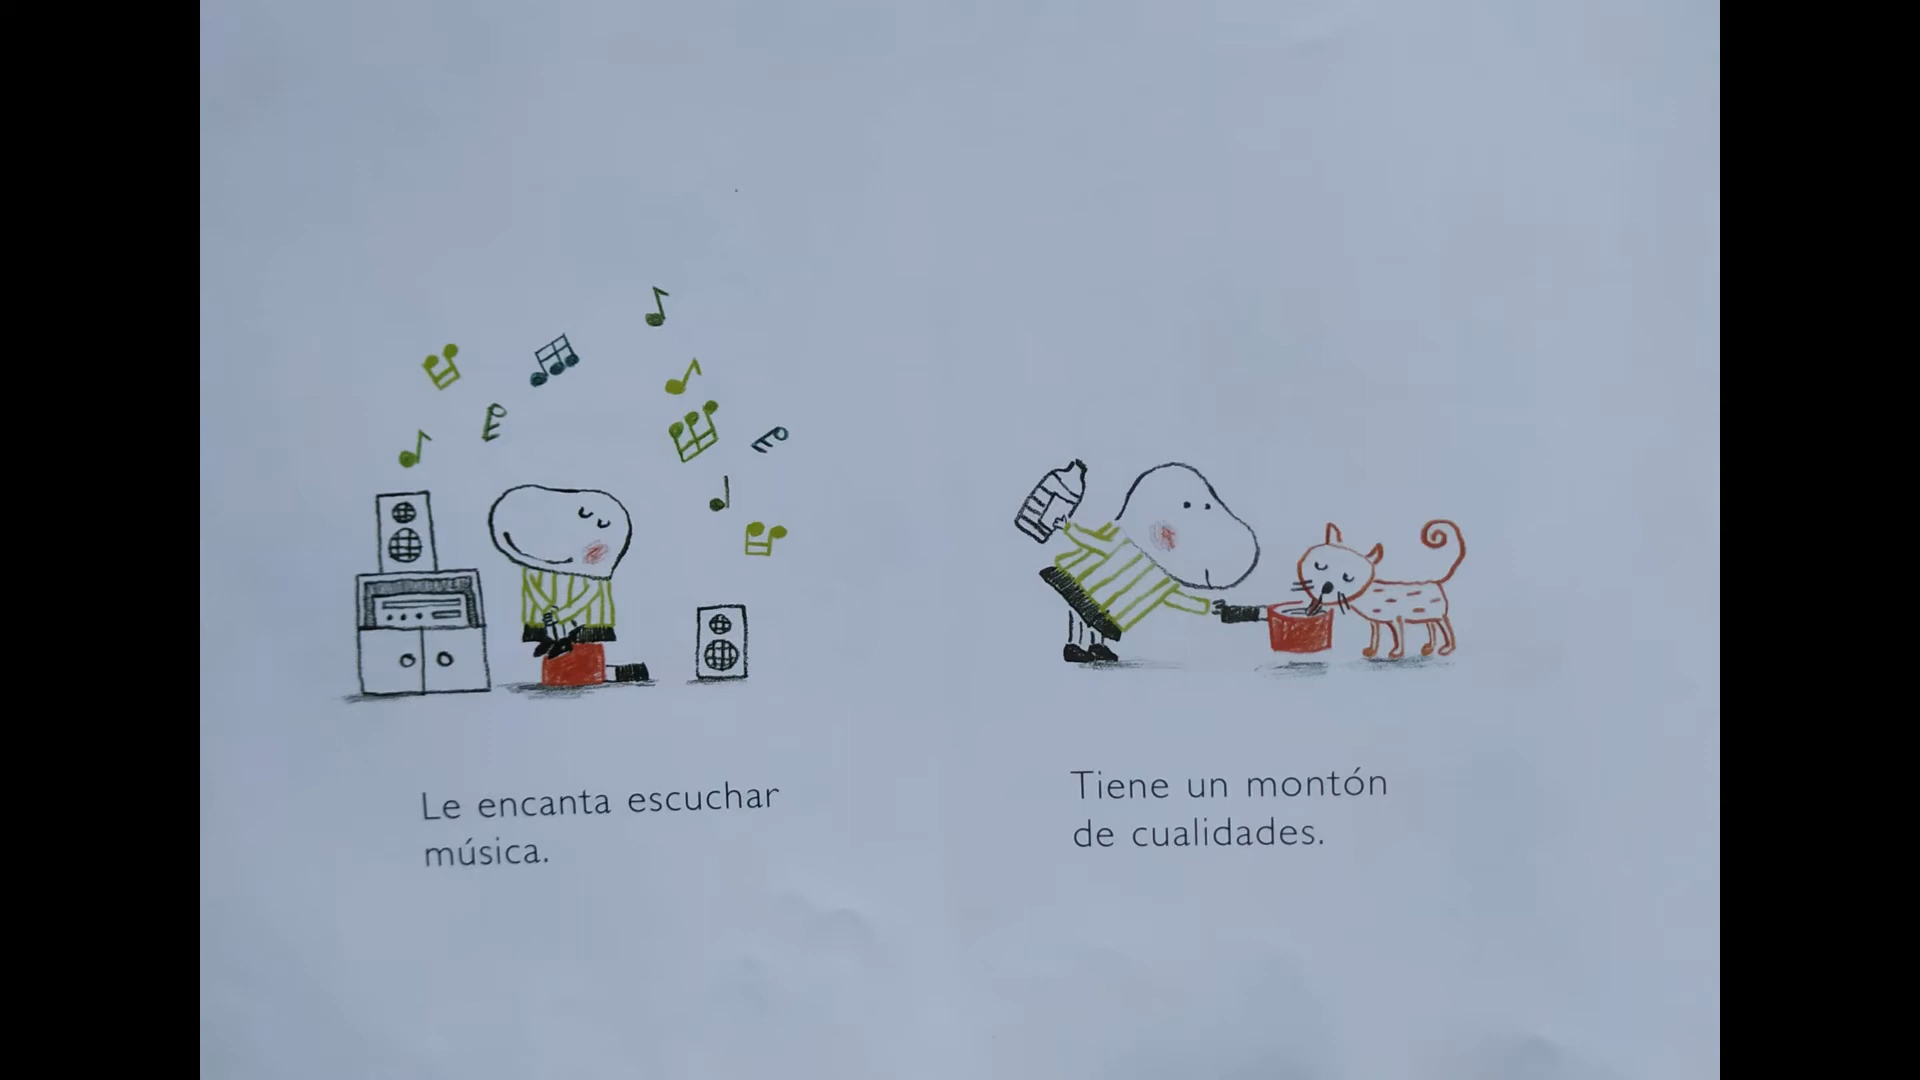 Le encanta escuchar
música.
Tiene un montón
de cualidades.